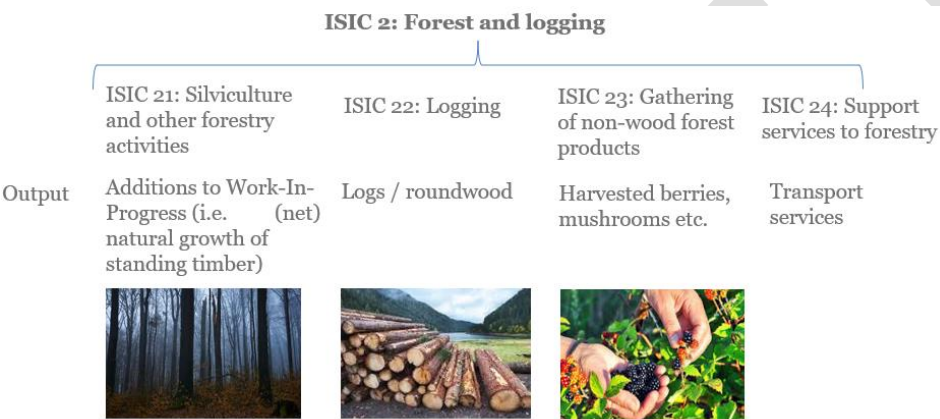 ISIC 2: Forest and logging
ISIC 21: Silviculture
and other forestry
activities
ISIC 22: Logging
ISIC 23: Gathering
of non-wood forest
products
ISIC 24: Support
services to forestry
Output
Additions to Work-In-
Progress (i.e. (net)
natural growth of
standing timber)
Logs / roundwood
Harvested berries,
mushrooms etc.
Transport
services